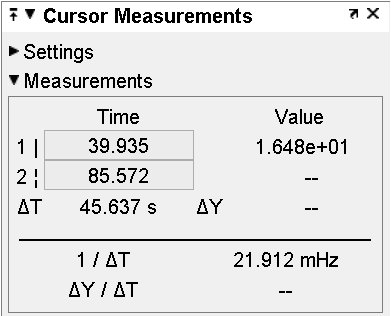 Cursor Measurements
Settings
Measurements
Time Value
1 | 39.935 1.648e+01
2 ¦ 85.572 --
ΔT 45.637 s ΔY --
1 / ΔT 21.912 mHz
ΔY / ΔT --